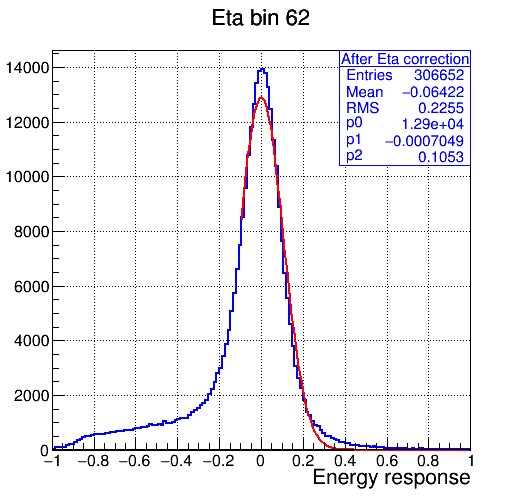 Eta bin 62
After Eta correction
Entries 306652
Mean −0.06422
RMS 0.2255
p0 1.29e+04
p1 −0.0007049
p2 0.1053
14000
12000
10000
8000
6000
4000
2000
0
−1 −0.8 −0.6 −0.4 −0.2 0 0.2 0.4 0.6 0.8 1
Energy response